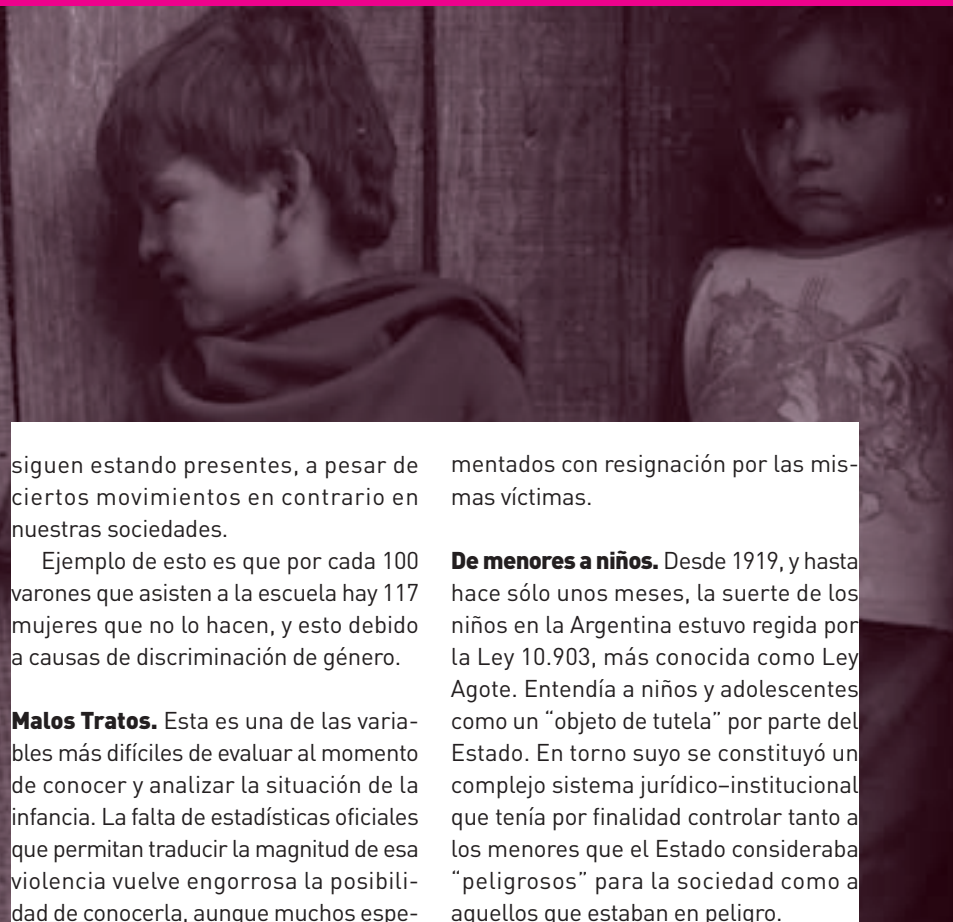 siguen estando presentes, a pesar de
ciertos movimientos en contrario en
nuestras sociedades.
Ejemplo de esto es que por cada 100
varones que asisten a la escuela hay 117
mujeres que no lo hacen, y esto debido
a causas de discriminación de género.
Malos Tratos. Esta es una de las varia-
bles más difíciles de evaluar al momento
de conocer y analizar la situación de la
infancia. La falta de estadísticas oficiales
que permitan traducir la magnitud de esa
violencia vuelve engorrosa la posibili-
dad de conocerla, aunque muchos espe-
mentados con resignación por las mis-
mas víctimas.
De menores a niños. Desde 1919, y hasta
hace sólo unos meses, la suerte de los
niños en la Argentina estuvo regida por
la Ley 10.903, más conocida como Ley
Agote. Entendía a niños y adolescentes
como un “objeto de tutela” por parte del
Estado. En torno suyo se constituyó un
complejo sistema jurídico–institucional
que tenía por finalidad controlar tanto a
los menores que el Estado consideraba
“peligrosos” para la sociedad como a
aquellos que estaban en peligro.